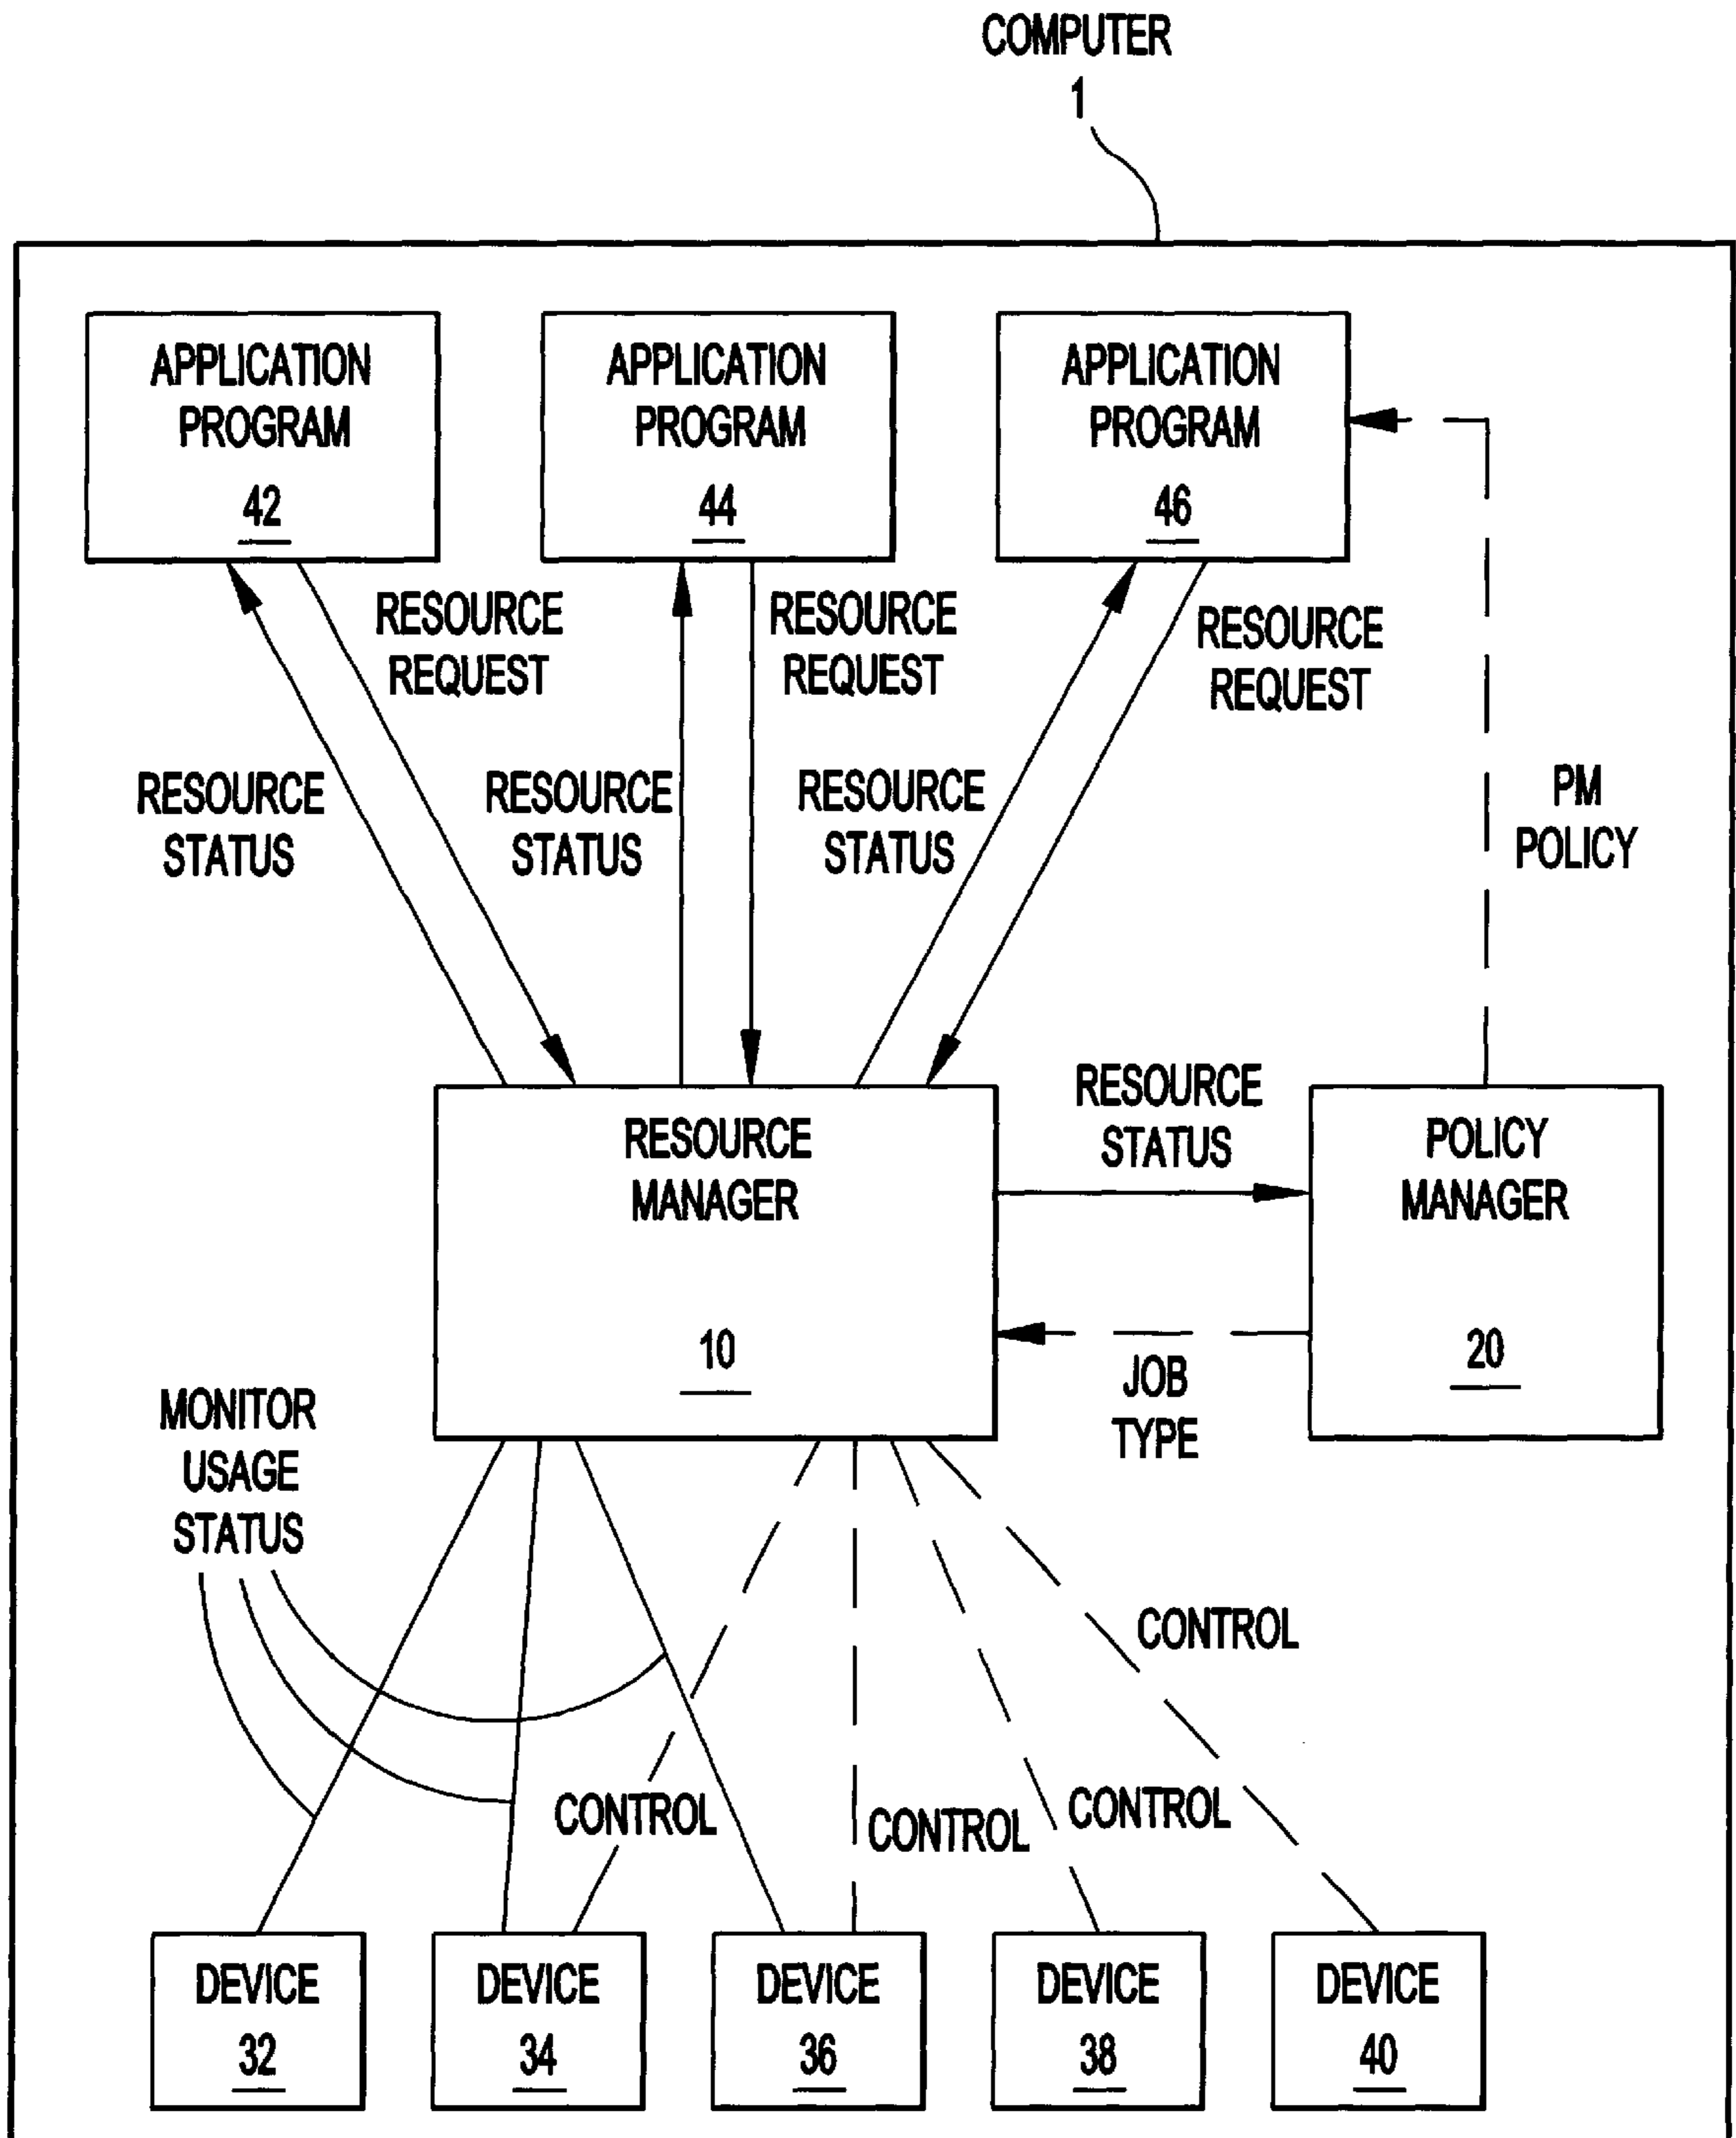 COMPUTER
1
APPLICATION
PROGRAM
42
APPLICATION
PROGRAM
44
APPLICATION
PROGRAM
46
RESOURCE
REQUEST
RESOURCE
REQUEST
RESOURCE
REQUEST
RESOURCE
STATUS
RESOURCE
STATUS
RESOURCE
STATUS
PM
POLICY
RESOURCE
MANAGER
10
RESOURCE
STATUS
POLICY
MANAGER
20
JOB
TYPE
MONITOR
USAGE
STATUS
CONTROL
CONTROL
CONTROL
CONTROL
DEVICE
32
DEVICE
34
DEVICE
36
DEVICE
38
DEVICE
40